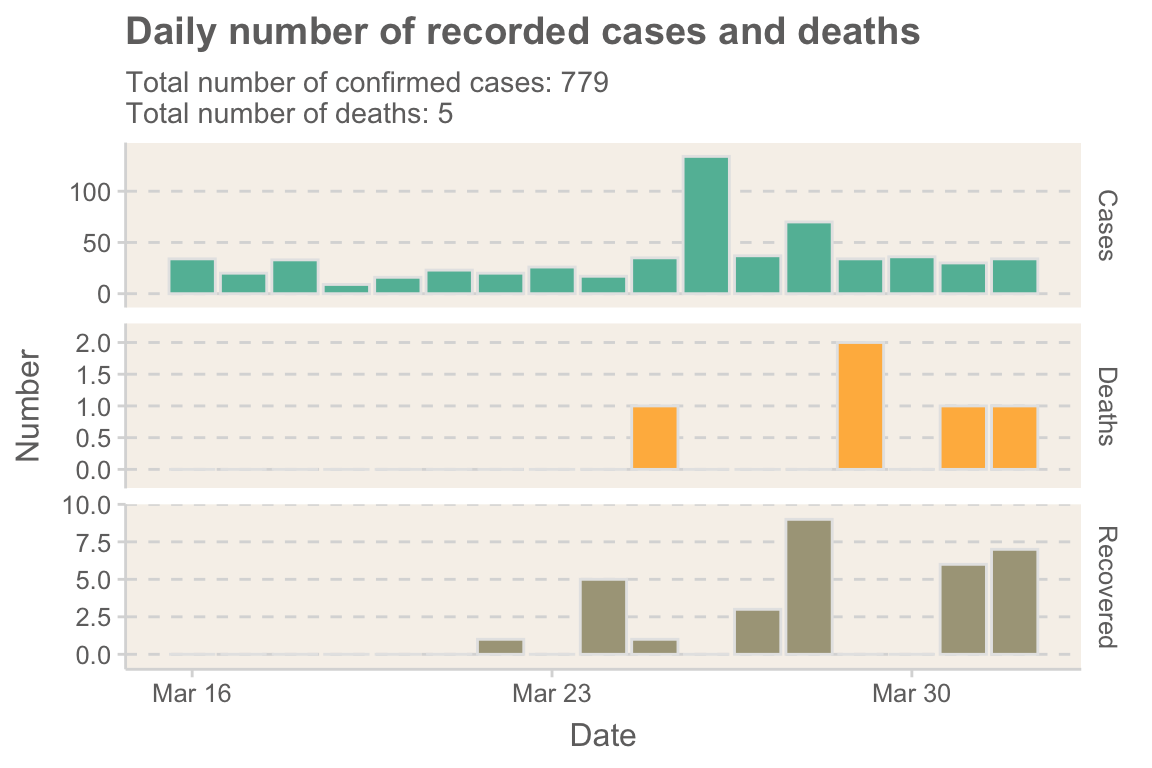 Daily number of recorded cases and deaths
Total number of confirmed cases: 779
Total number of deaths: 5
100
50
0
Cases
2.0
1.5
1.0
0.5
0.0
Deaths
Number
10.0
7.5
5.0
2.5
0.0
Recovered
Mar 16 Mar 23 Mar 30
Date